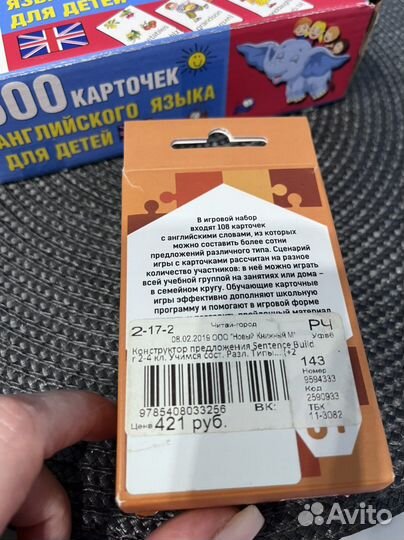 ДЛЯ ДЕТЕЙ
300 КАРТОЧЕК
АНГЛИЙСКОГО ЯЗЫКА
ДЛЯ ДЕТЕЙ
В игровой набор
входят 108 карточек
с английскими словами, из которых
можно составить более сотни
предложений различного типа. Сценарий
игры с карточками рассчитан на разное
количество участников: в неё можно играть
всей учебной группой на занятиях или дома –
в семейном кругу. Обучающие карточные
игры эффективно дополняют школьную
программу и помогают в игровой форме
материал
2-17-2
Читай-город
РЧ
08.02.2019 ООО "Новый Книжный М"
Конструктор предложения Sentence Build
r 2-4 кл. Учимся сост. Разл. Типы....(+2
143
Номер
9594333
Код
2590933
ТБК
11-3082
9785408033256
ВК:
Цена 421 руб.
Avito